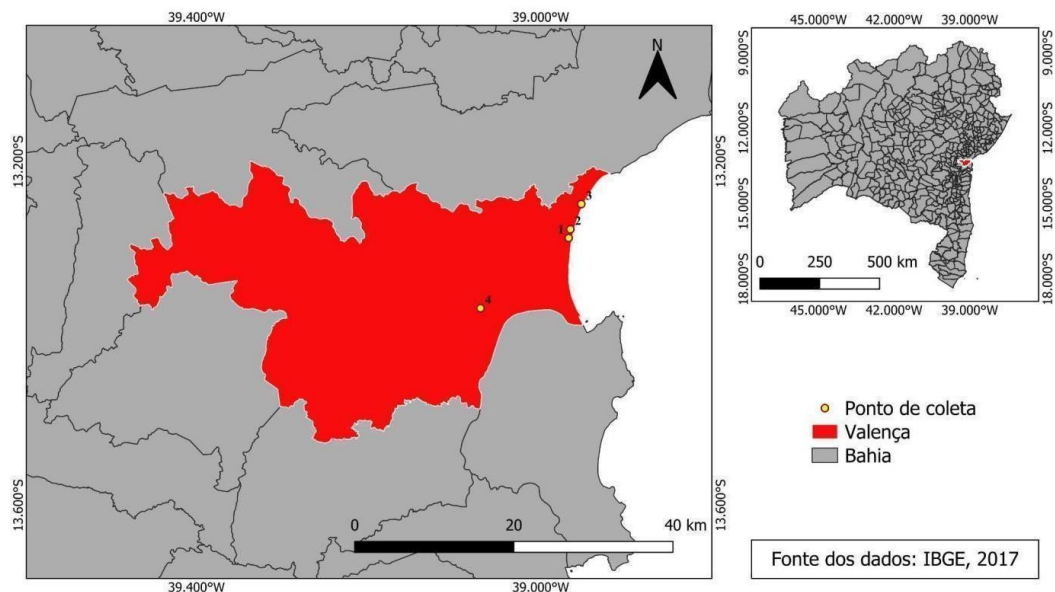 39.400°W 39.000°W
N
13.200°S 13.200°S
3
2
1
4
13.600°S 13.600°S
0 20 40 km
39.400°W 39.000°W
45.000°W 42.000°W 39.000°W
9.000°S 9.000°S
12.000°S 12.000°S
15.000°S 15.000°S
18.000°S 18.000°S
0 250 500 km
45.000°W 42.000°W 39.000°W
Ponto de coleta
Valença
Bahia
Fonte dos dados: IBGE, 2017